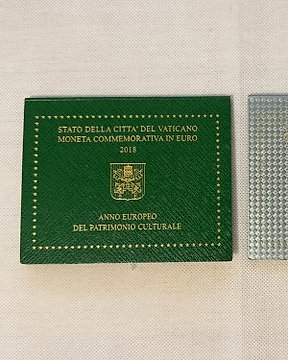 STATO DELLA CITTA' DEL VATICANO
MONETA COMMEMORATIVA IN EURO
2018
ANNO EUROPEO
DEL PATRIMONIO CULTURALE